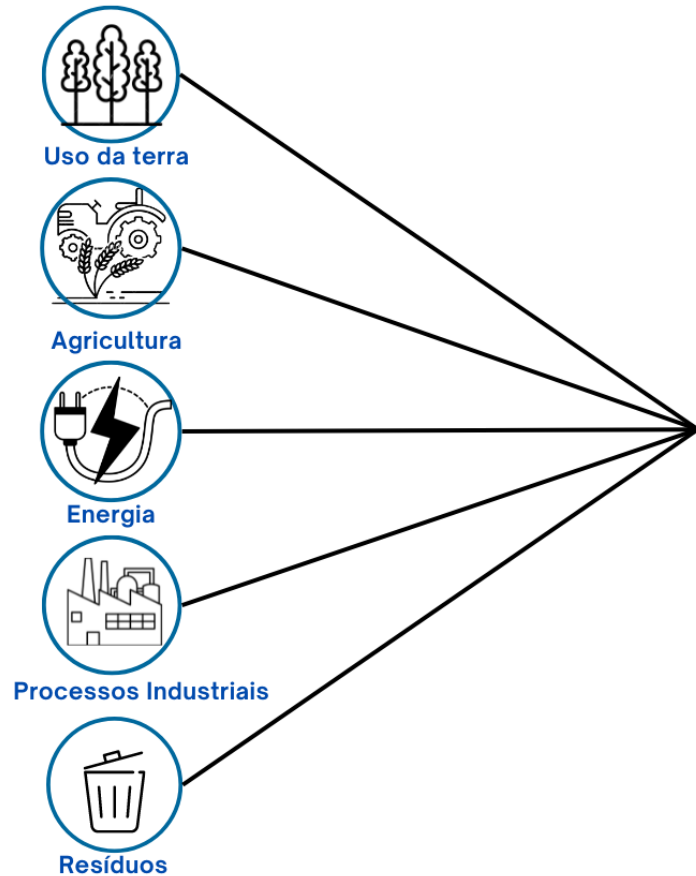 Uso da terra
Agricultura
Energia
Processos Industriais
Resíduos